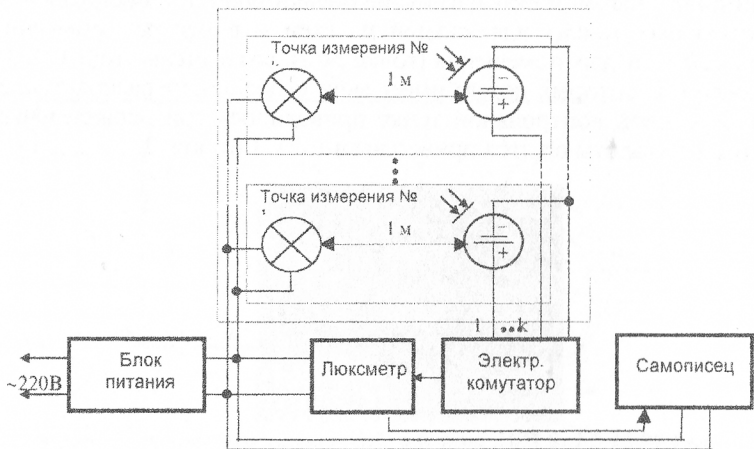 Точка измерения №
1 м
− +
Точка измерения №
1 м
− +
1 ... k
Блок
питания
Люксметр
Электр.
комутатор
Самописец
~220В